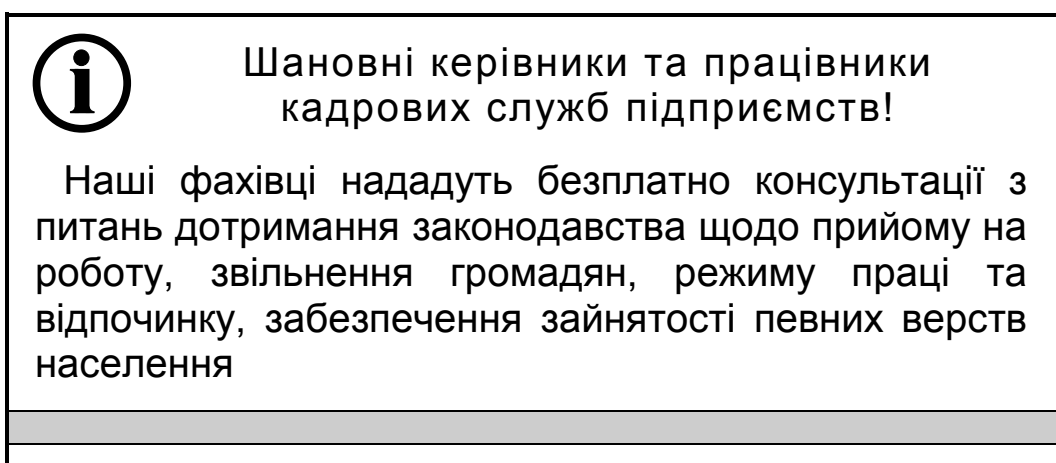 Шановні керівники та працівники
кадрових служб підприємств!
Наші фахівці нададуть безплатно консультації з
питань дотримання законодавства щодо прийому на
роботу, звільнення громадян, режиму праці та
відпочинку, забезпечення зайнятості певних верств
населення